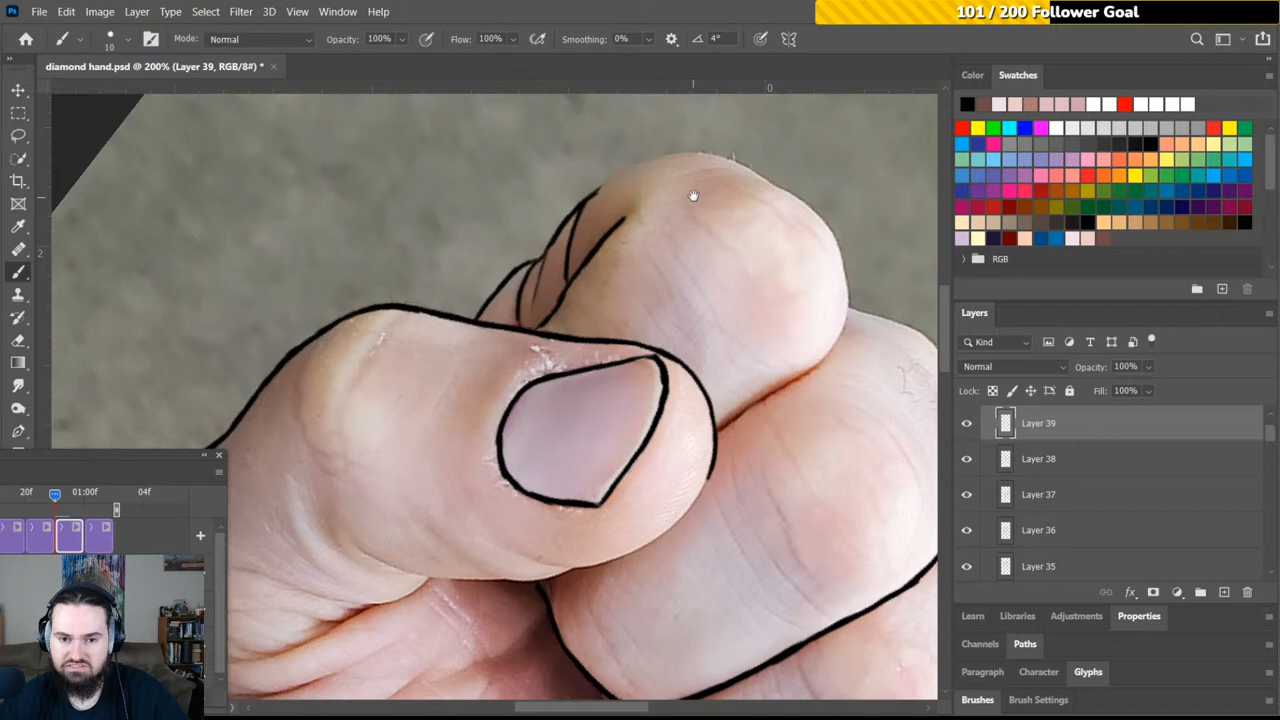 File Edit Image Layer Type Select Filter 3D View Window Help
101 / 200 Follower Goal
10 Mode: Normal Opacity: 100% Flow: 100% Smoothing: 0% 4°
diamond hand.psd @ 200% (Layer 39, RGB/8#) * ×
0
2
Color Swatches
RGB
Layers
Kind
Normal Opacity: 100%
Lock: Fill: 100%
Layer 39
Layer 38
Layer 37
Layer 36
Layer 35
20f 01:00f 04f
Learn Libraries Adjustments Properties
Channels Paths
Paragraph Character Glyphs
Brushes Brush Settings